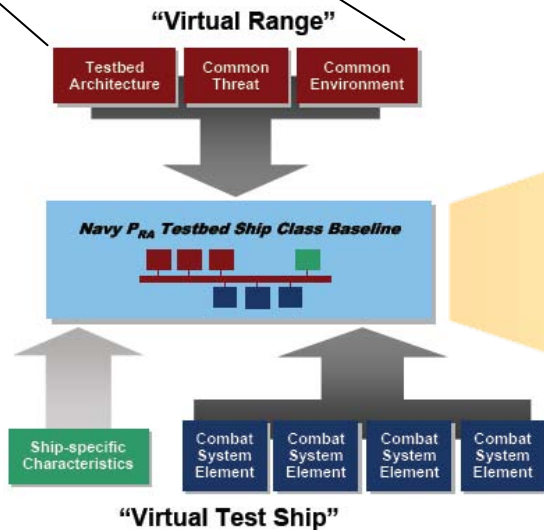 “Virtual Range”
Testbed
Architecture
Common
Threat
Common
Environment
Navy PRA Testbed Ship Class Baseline
Ship-specific
Characteristics
Combat
System
Element
Combat
System
Element
Combat
System
Element
Combat
System
Element
“Virtual Test Ship”